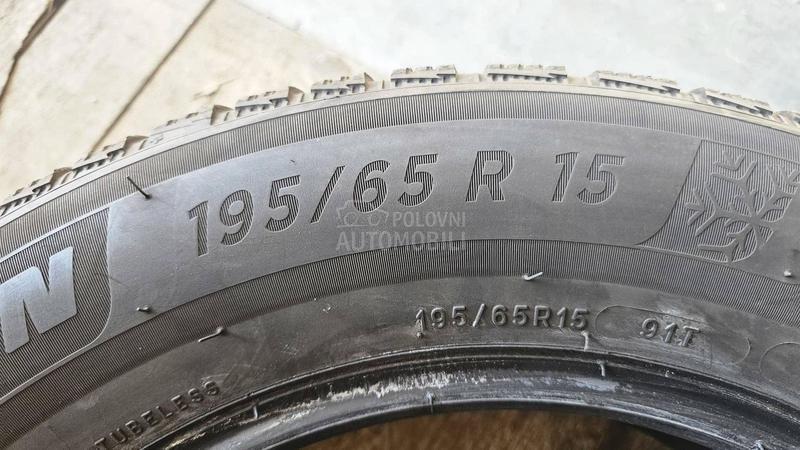 195/65 R 15
POLOVNI
AUTOMOBILI
N
195/65R15 91T
TUBELESS